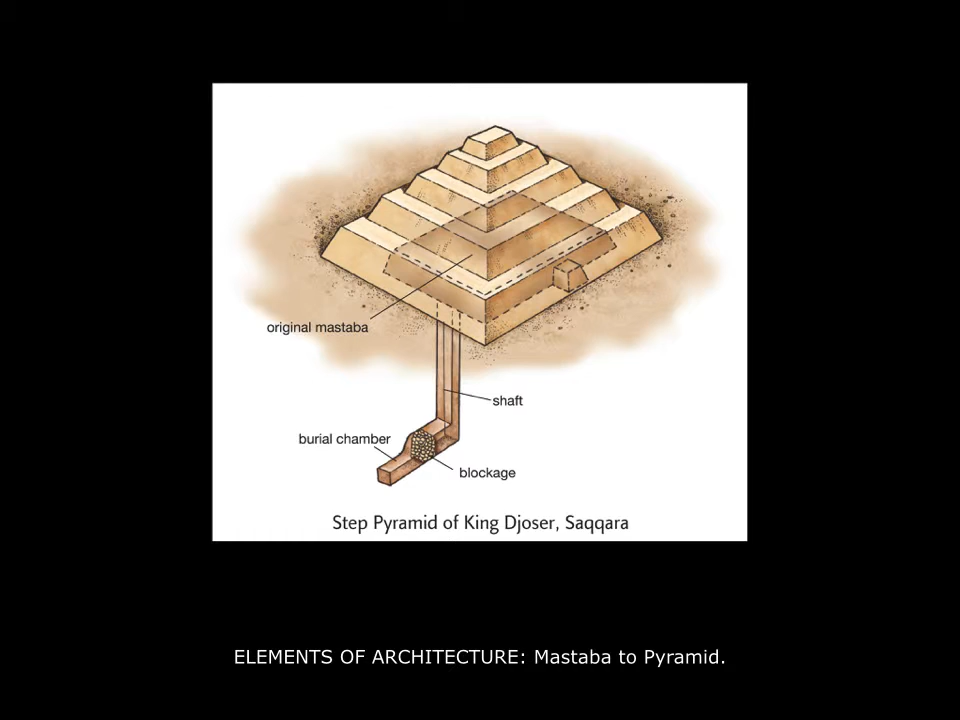 original mastaba
shaft
burial chamber
blockage
Step Pyramid of King Djoser, Saqqara
ELEMENTS OF ARCHITECTURE: Mastaba to Pyramid.